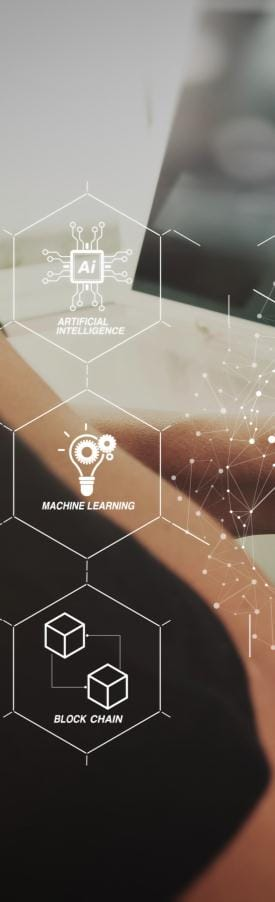 Ai
ARTIFICIAL
INTELLIGENCE
MACHINE LEARNING
BLOCK CHAIN